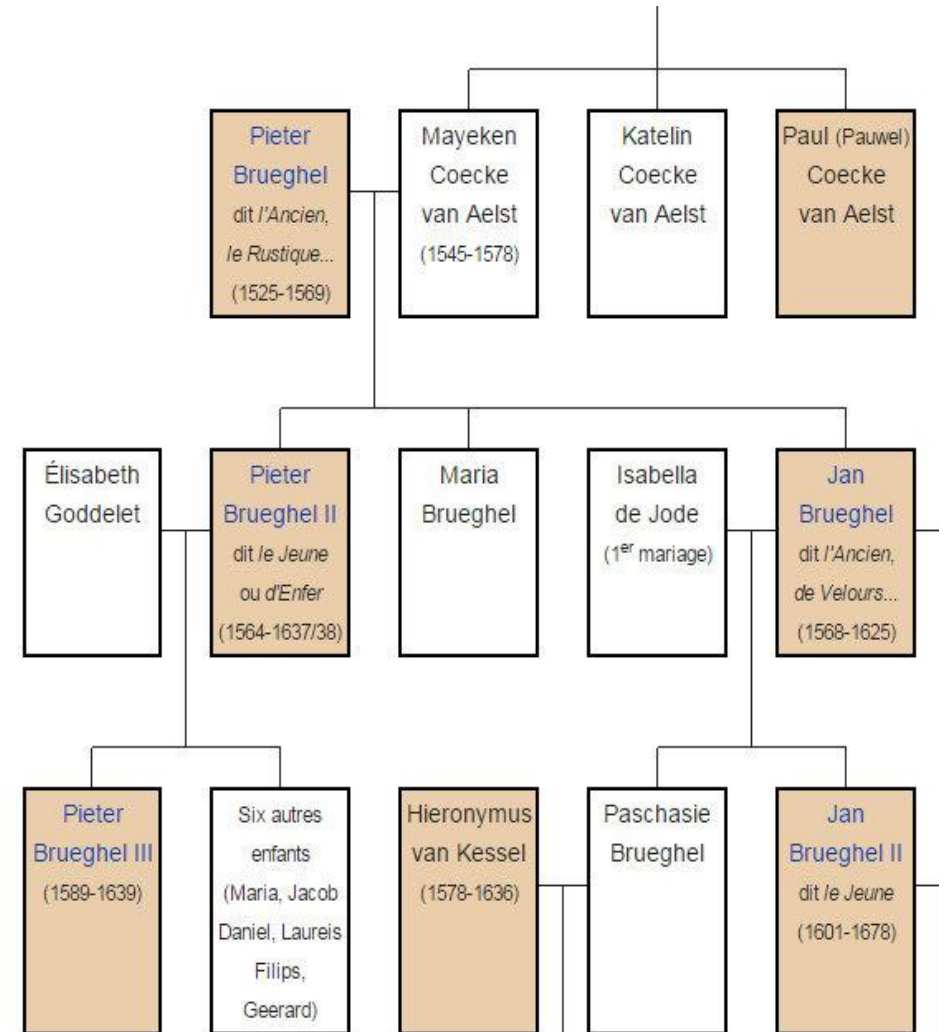 Pieter
Brueghel
dit l'Ancien,
le Rustique...
(1525-1569)
Mayeken
Coecke
van Aelst
(1545-1578)
Katelin
Coecke
van Aelst
Paul (Pauwel)
Coecke
van Aelst
Élisabeth
Goddelet
Pieter
Brueghel II
dit le Jeune
ou d'Enfer
(1564-1637/38)
Maria
Brueghel
Isabella
de Jode
(1er mariage)
Jan
Brueghel
dit l'Ancien,
de Velours...
(1568-1625)
Pieter
Brueghel III
(1589-1639)
Six autres
enfants
(Maria, Jacob
Daniel, Laureis
Filips,
Geerard)
Hieronymus
van Kessel
(1578-1636)
Paschasie
Brueghel
Jan
Brueghel II
dit le Jeune
(1601-1678)